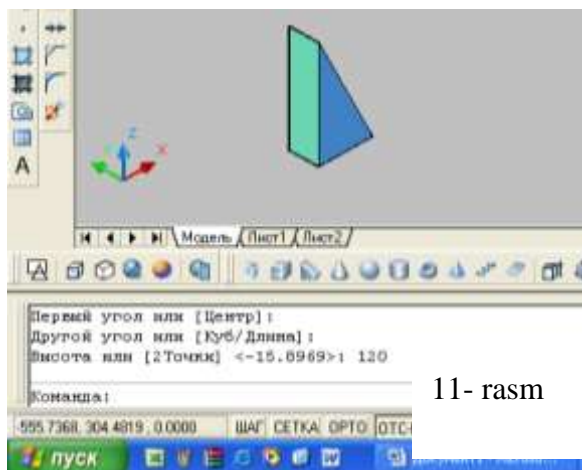 Z
X
A
Модель / Лист1 / Лист2 /
A
Первый угол или [Центр]:
Другой угол или [Куб/Длина]:
Высота или [2Точки] <-15.8969>: 120
Команда:
11- rasm
-555.7368, 304.4819, 0.0000 ШАГ СЕТКА ОРТО ОТС-
пуск